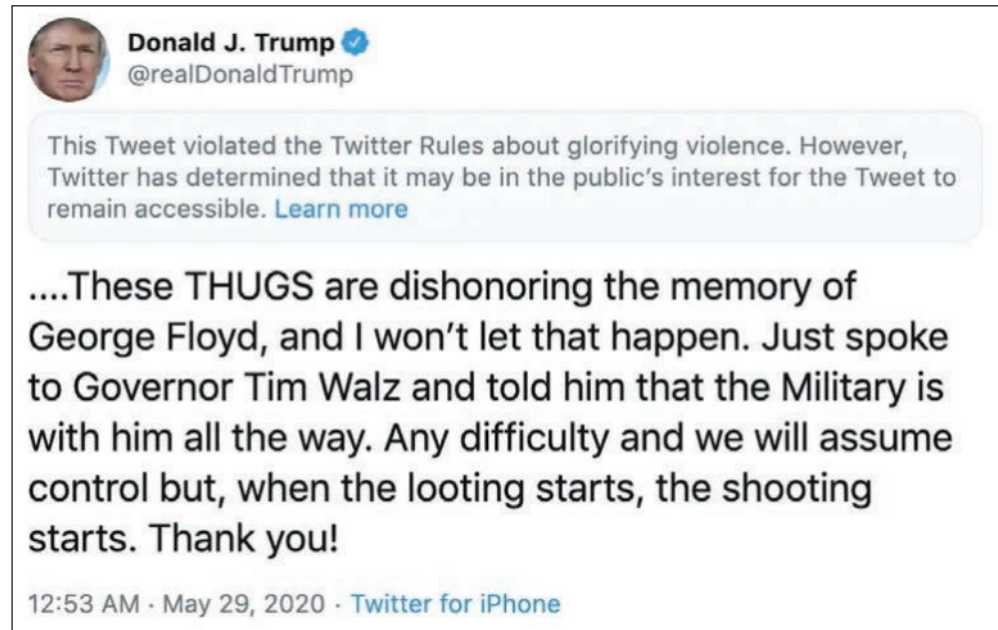 Donald J. Trump
@realDonaldTrump
This Tweet violated the Twitter Rules about glorifying violence. However,
Twitter has determined that it may be in the public's interest for the Tweet to
remain accessible. Learn more
....These THUGS are dishonoring the memory of
George Floyd, and I won't let that happen. Just spoke
to Governor Tim Walz and told him that the Military is
with him all the way. Any difficulty and we will assume
control but, when the looting starts, the shooting
starts. Thank you!
12:53 AM · May 29, 2020 · Twitter for iPhone